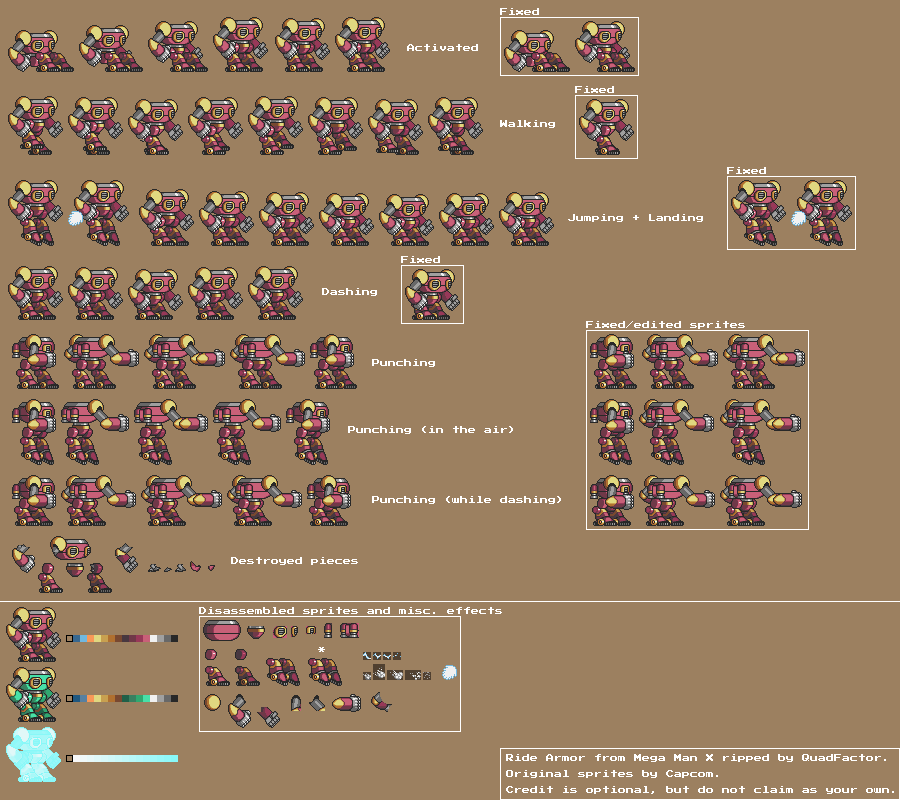 Fixed
Activated
Fixed
Walking
Fixed
Jumping + Landing
Fixed
Dashing
Fixed/edited sprites
Punching
Punching (in the air)
Punching (while dashing)
Destroyed pieces
Disassembled sprites and misc. effects
*
Ride Armor from Mega Man X ripped by QuadFactor.
Original sprites by Capcom.
Credit is optional, but do not claim as your own.